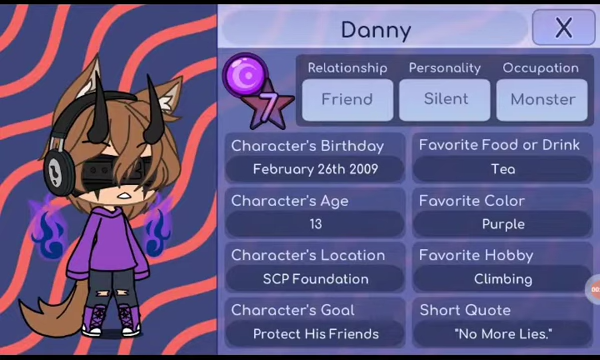 Danny
X
7
Relationship
Personality
Occupation
Friend
Silent
Monster
Character's Birthday
Favorite Food or Drink
February 26th 2009
Tea
Character's Age
Favorite Color
13
Purple
Character's Location
Favorite Hobby
SCP Foundation
Climbing
Character's Goal
Short Quote
Protect His Friends
"No More Lies."